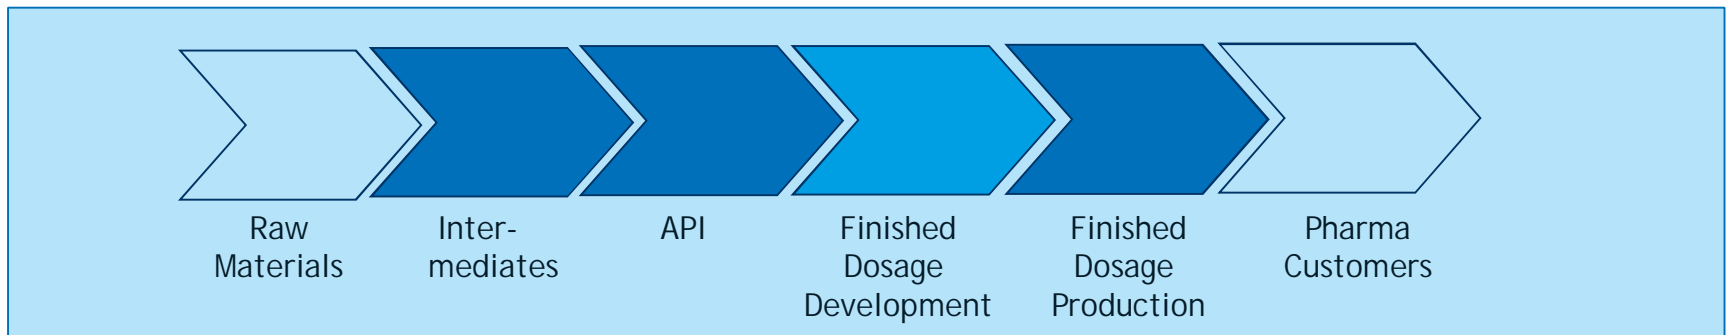 Raw
Materials
Inter-
mediates
API
Finished
Dosage
Development
Finished
Dosage
Production
Pharma
Customers